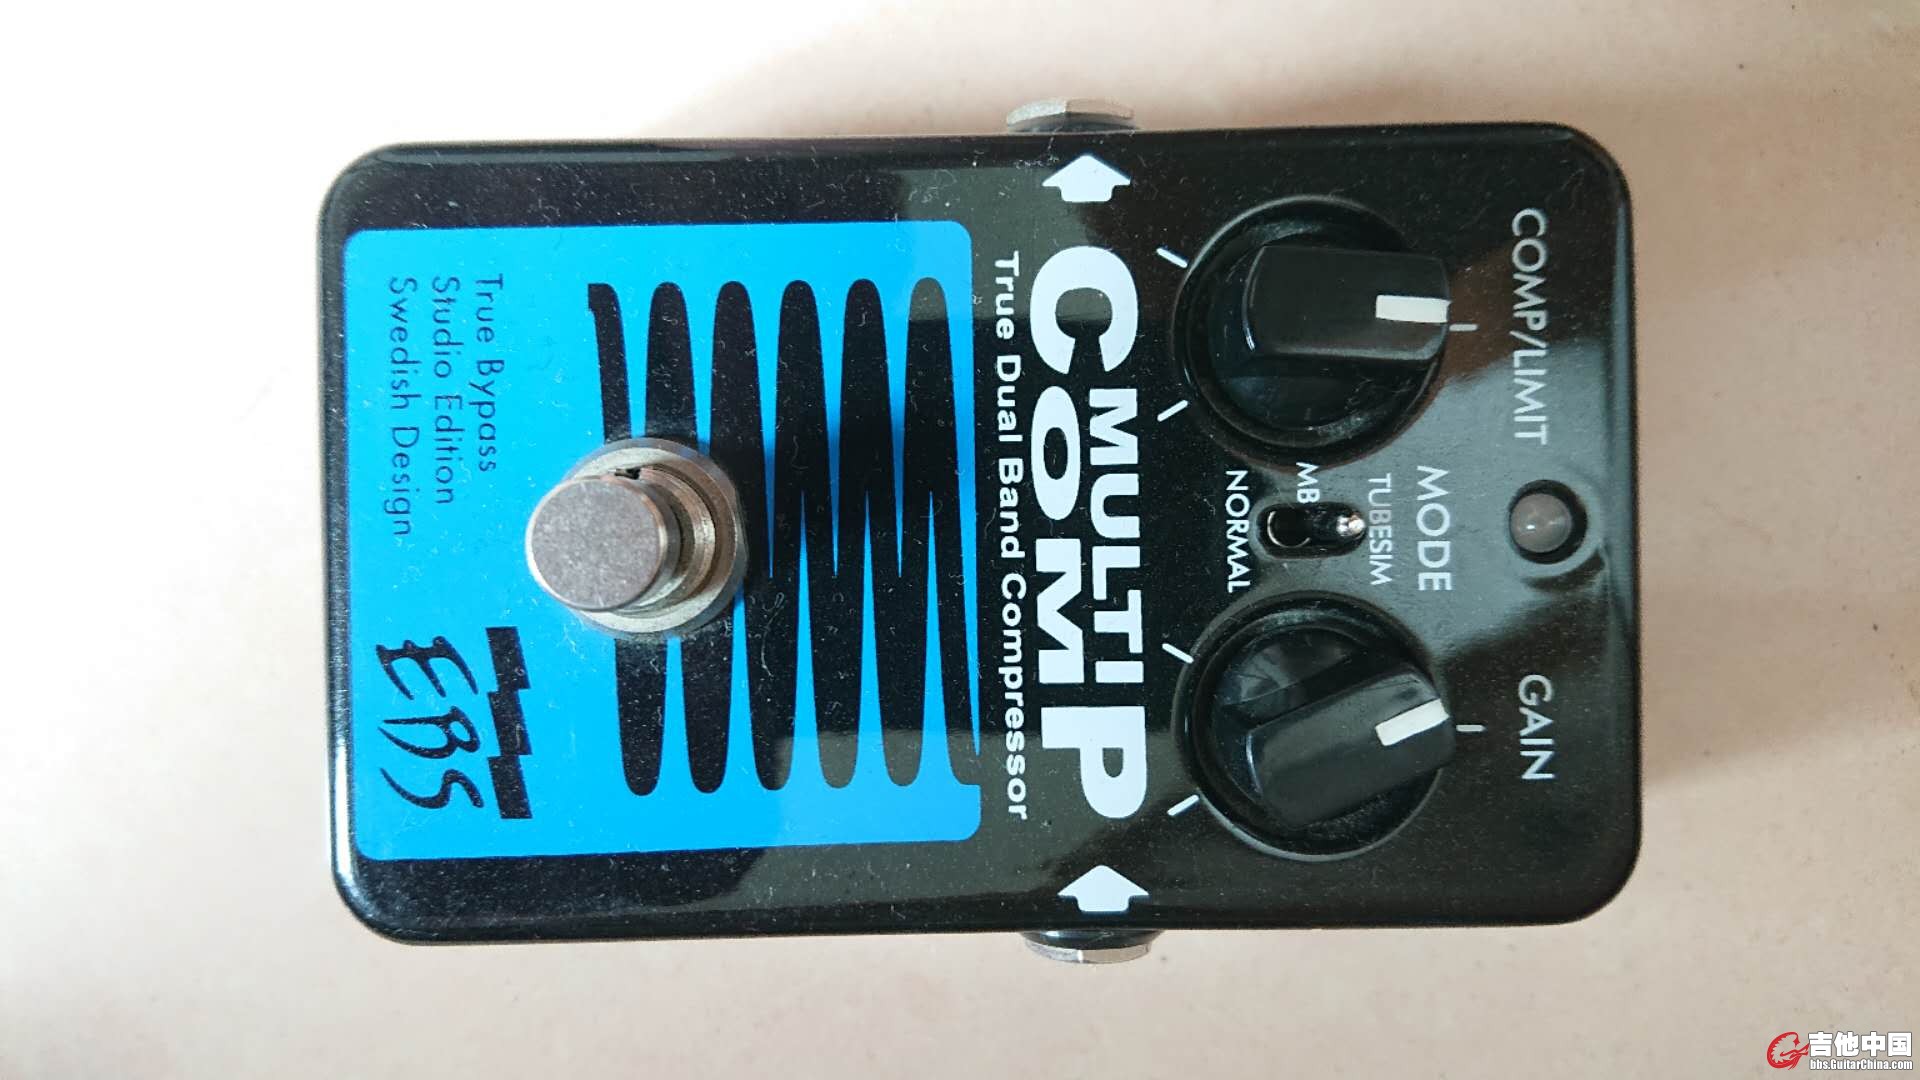 COMP/LIMIT
GAIN
MODE
TUBESIM
MB
NORMAL
MULTI
COMP
True Dual Band Compressor
True Bypass
Studio Edition
Swedish Design
EBS
吉他中国
bbs.GuitarChina.com